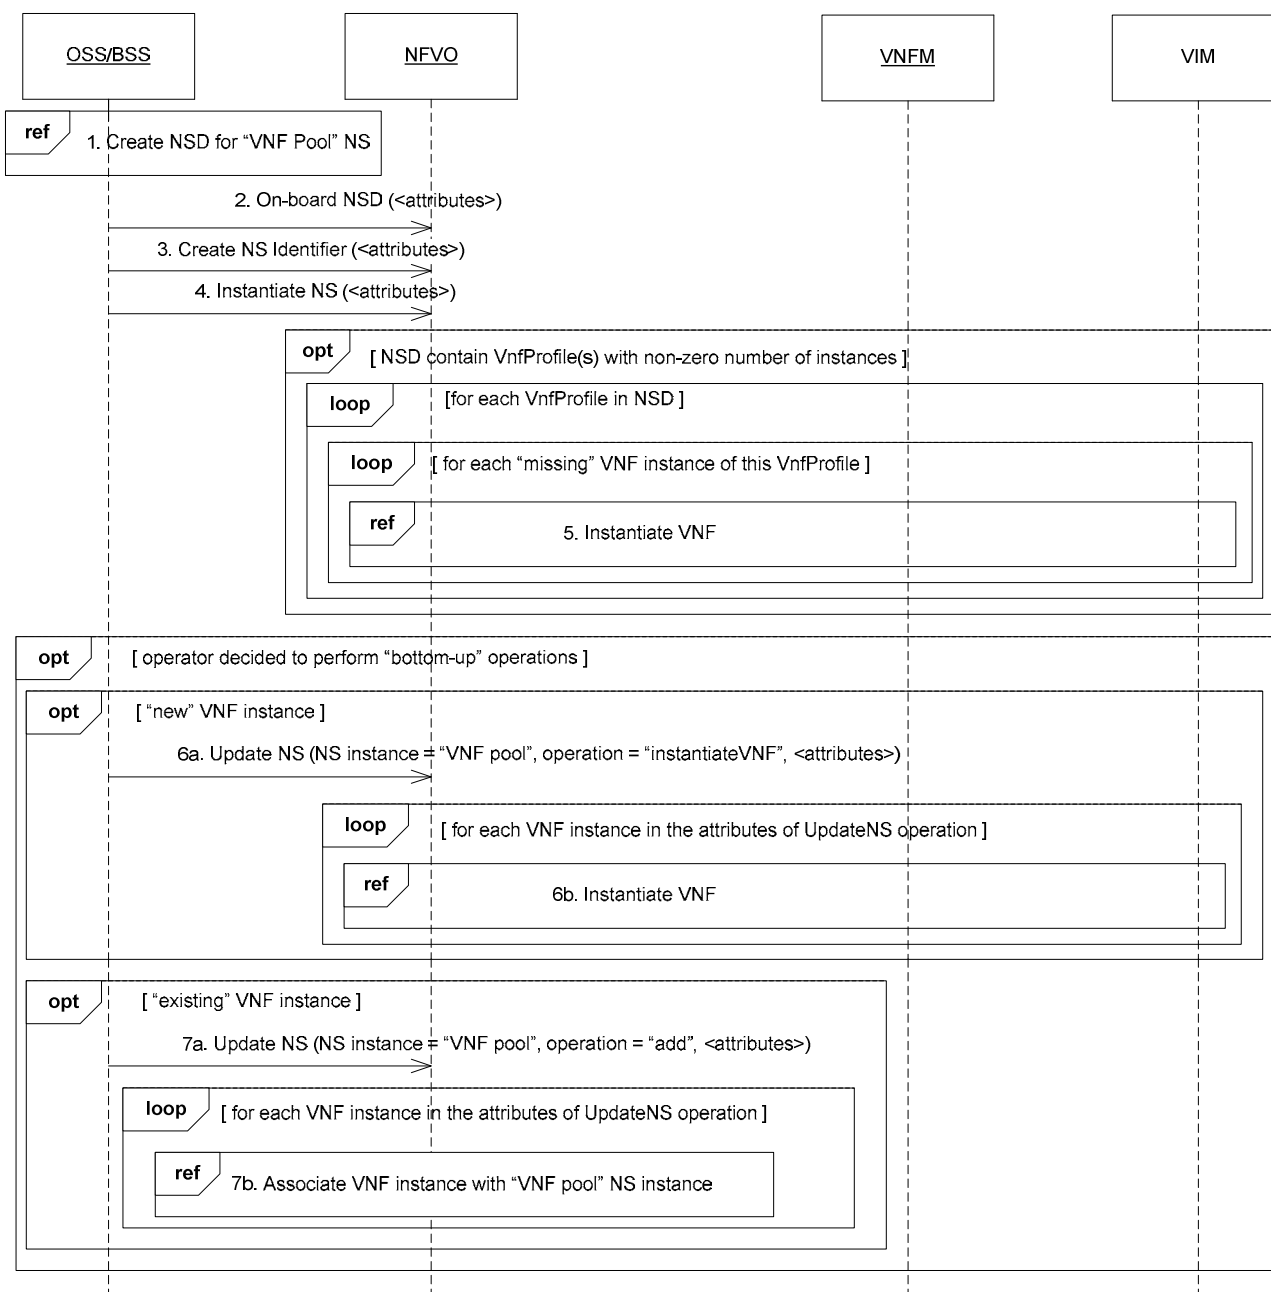 OSS/BSS
NFVO
VNFM
VIM
ref
1. Create NSD for “VNF Pool” NS
2. On-board NSD (<attributes>)
3. Create NS Identifier (<attributes>)
4. Instantiate NS (<attributes>)
opt
[ NSD contain VnfProfile(s) with non-zero number of instances ]
loop
[for each VnfProfile in NSD ]
loop
[ for each “missing” VNF instance of this VnfProfile ]
ref
5. Instantiate VNF
opt
[ operator decided to perform “bottom-up” operations ]
opt
[ “new” VNF instance ]
6a. Update NS (NS instance = “VNF pool”, operation = “instantiateVNF”, <attributes>)
loop
[ for each VNF instance in the attributes of UpdateNS operation ]
ref
6b. Instantiate VNF
opt
[ “existing” VNF instance ]
7a. Update NS (NS instance = “VNF pool”, operation = “add”, <attributes>)
loop
[ for each VNF instance in the attributes of UpdateNS operation ]
ref
7b. Associate VNF instance with “VNF pool” NS instance